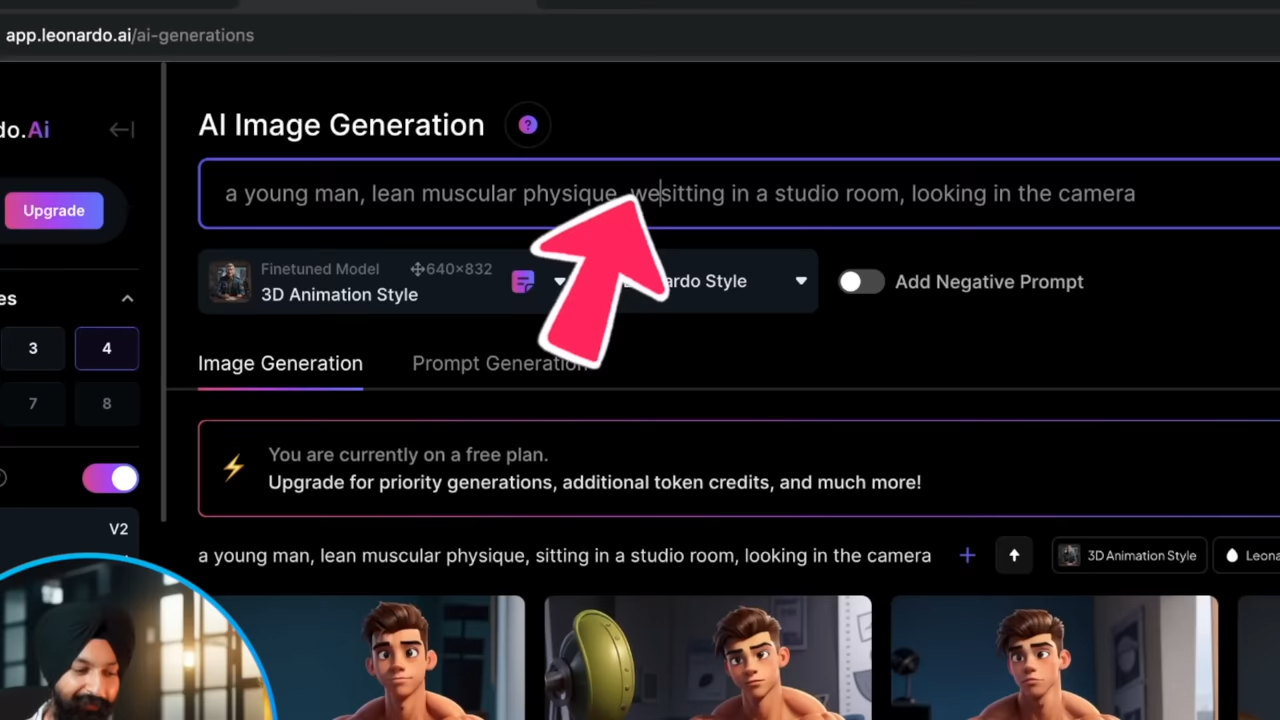 app.leonardo.ai/ai-generations
do.Ai
AI Image Generation ?
Upgrade
a young man, lean muscular physique, wesitting in a studio room, looking in the camera
Finetuned Model 640×832
3D Animation Style
ardo Style
Add Negative Prompt
es
3 4
7 8
Image Generation
Prompt Generation
You are currently on a free plan.
Upgrade for priority generations, additional token credits, and much more!
V2
a young man, lean muscular physique, sitting in a studio room, looking in the camera
3D Animation Style
Leona